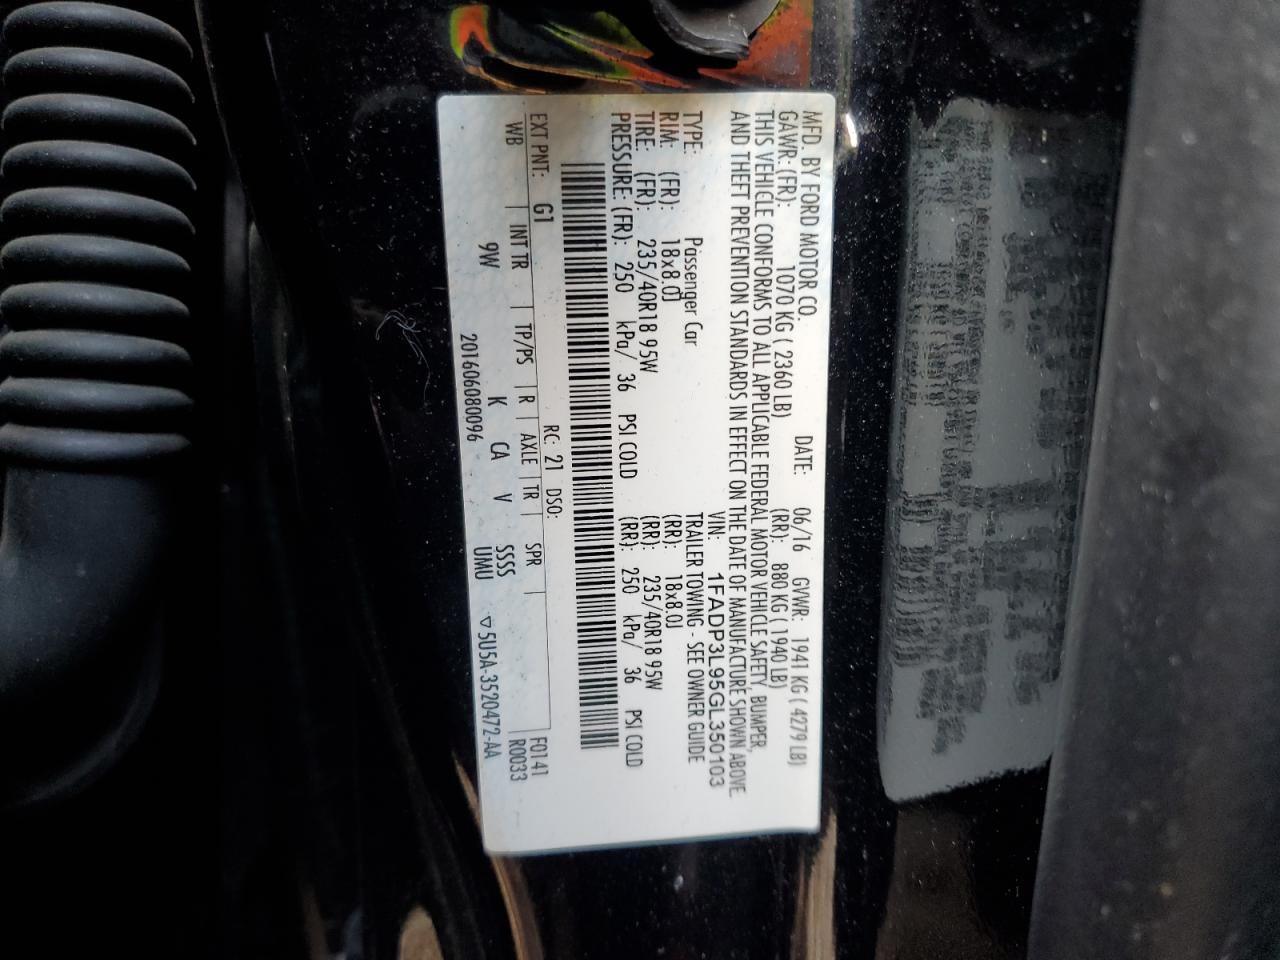 MFD. BY FORD MOTOR CO.
DATE: 06/16 GVWR: 1941 KG ( 4279 LB)
GAWR: (FR): 1070 KG ( 2360 LB) (RR): 880 KG ( 1940 LB)
THIS VEHICLE CONFORMS TO ALL APPLICABLE FEDERAL MOTOR VEHICLE SAFETY, BUMPER,
AND THEFT PREVENTION STANDARDS IN EFFECT ON THE DATE OF MANUFACTURE SHOWN ABOVE.
VIN: 1FADP3L95GL350103
TYPE: Passenger Car TRAILER TOWING - SEE OWNER GUIDE
RIM: (FR): 18x8.0J (RR): 18x8.0J
TIRE: (FR): 235/40R18 95W (RR): 235/40R18 95W
PRESSURE: (FR): 250 kPa/ 36 PSI COLD (RR): 250 kPa/ 36 PSI COLD
RC: 21 DSO:
EXT PNT: G1 F0141
WB INT TR TP/PS R AXLE TR SPR R0033
9W K CA V SSSS
201606080096 UMU ▽5U5A-3520472-AA